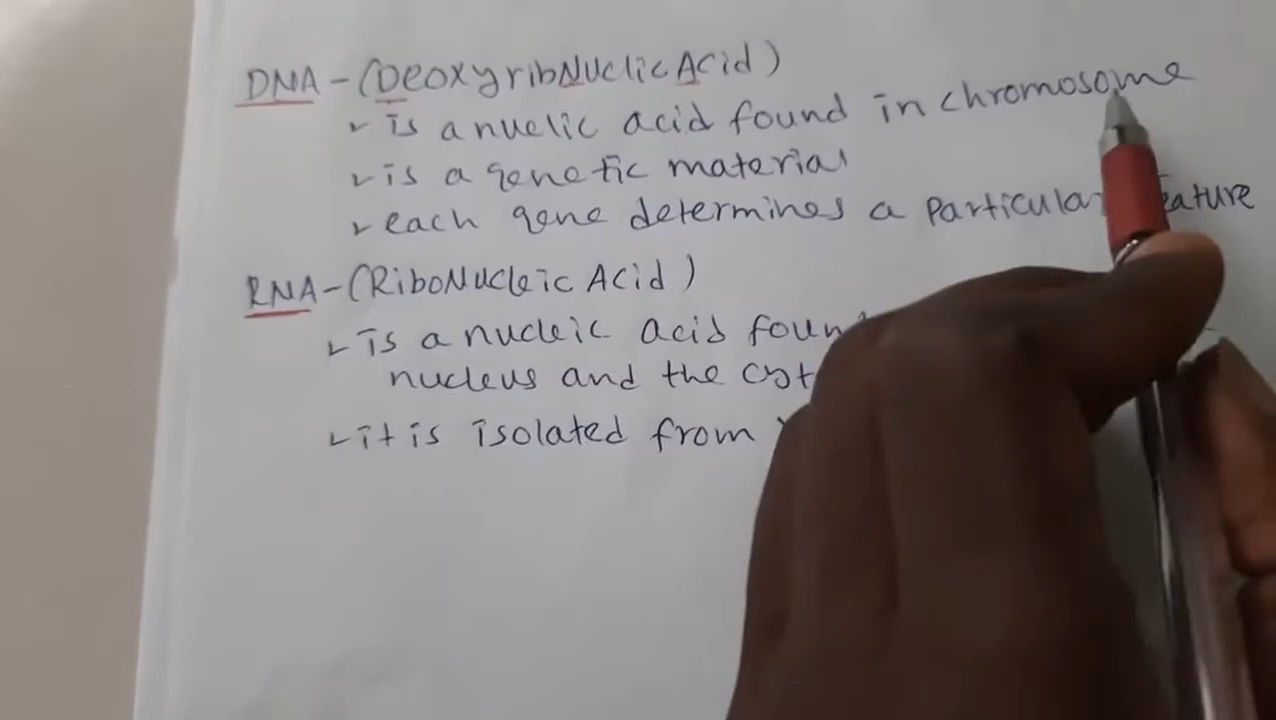 DNA-(DeoxyribNuclic Acid)
✓ is a nuelic acid found in chromosome
✓ is a genetic material
✓ each gene determines a particular
RNA-(RiboNucleic Acid)
✓ is a nucleic acid
nucleus and the
✓ it is isolated from